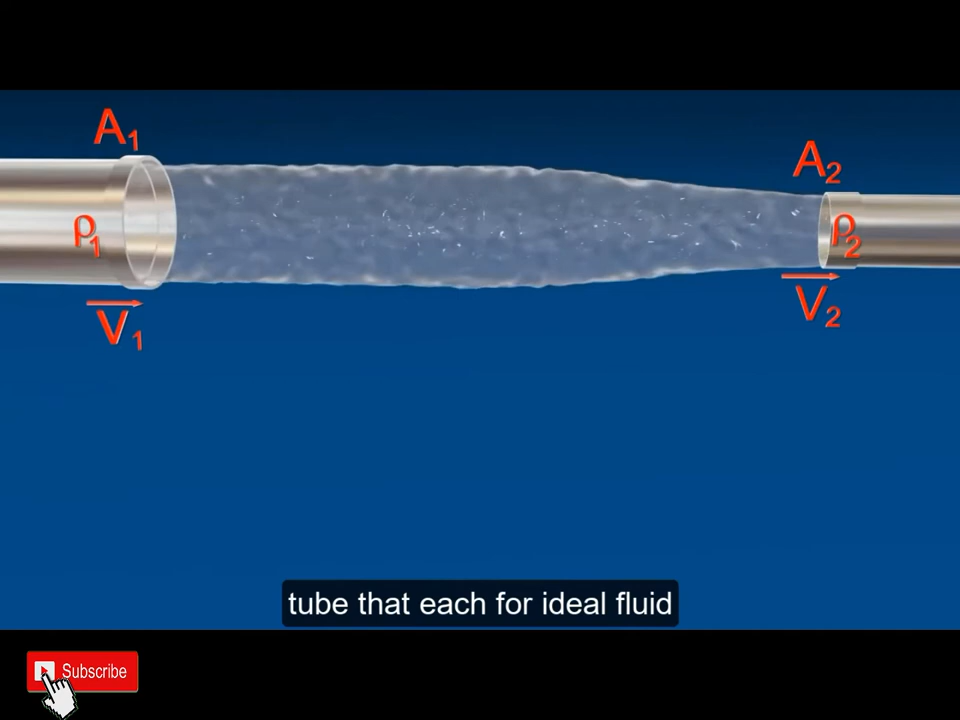 A₁
A₂
ρ₁
ρ₂
V₁
V₂
tube that each for ideal fluid
Subscribe